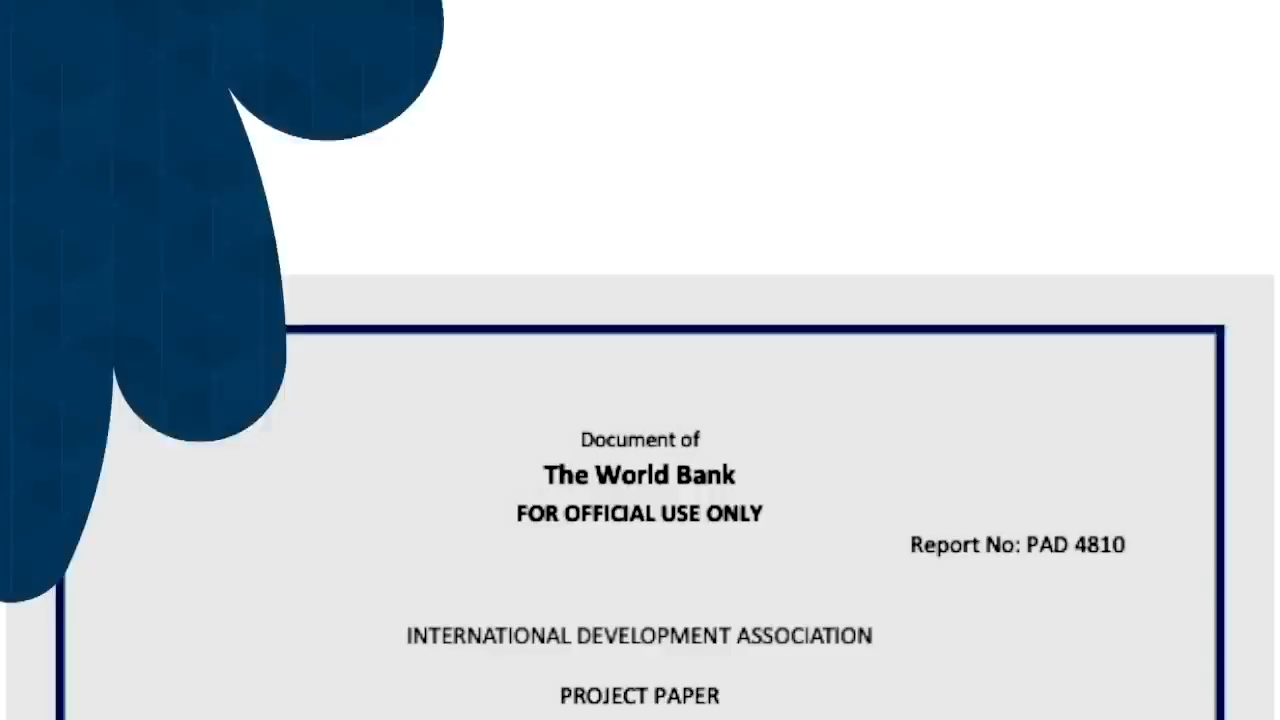 Document of
The World Bank
FOR OFFICIAL USE ONLY
Report No: PAD 4810
INTERNATIONAL DEVELOPMENT ASSOCIATION
PROJECT PAPER